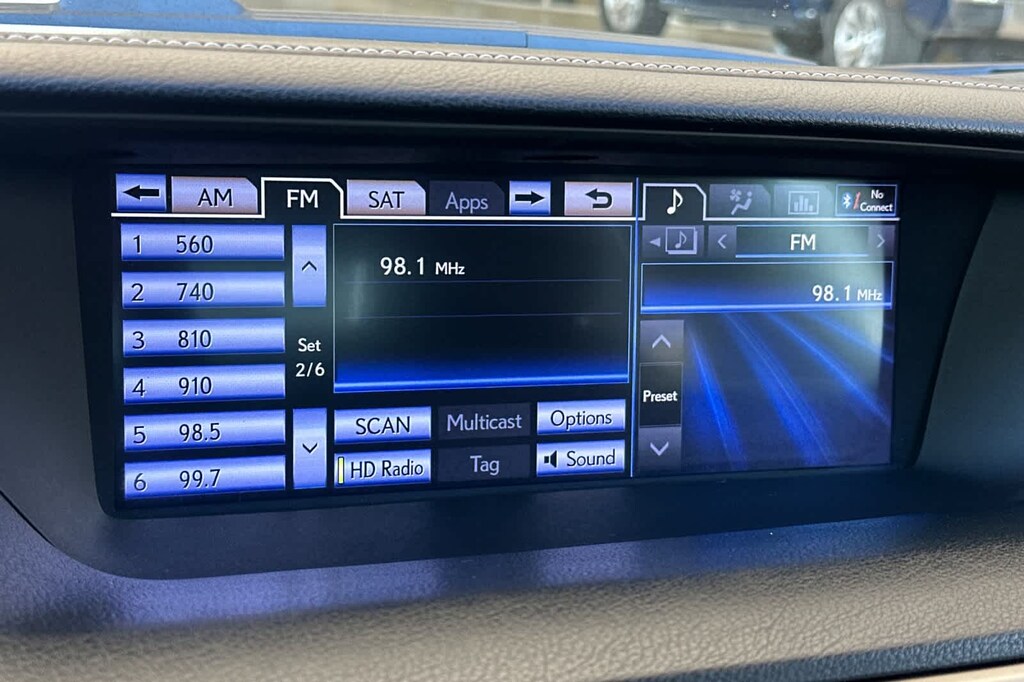 AM
FM
SAT
Apps
No
Connect
1 560
2 740
3 810
4 910
5 98.5
6 99.7
Set
2/6
98.1 MHz
SCAN
Multicast
Options
HD Radio
Tag
Sound
FM
98.1 MHz
Preset